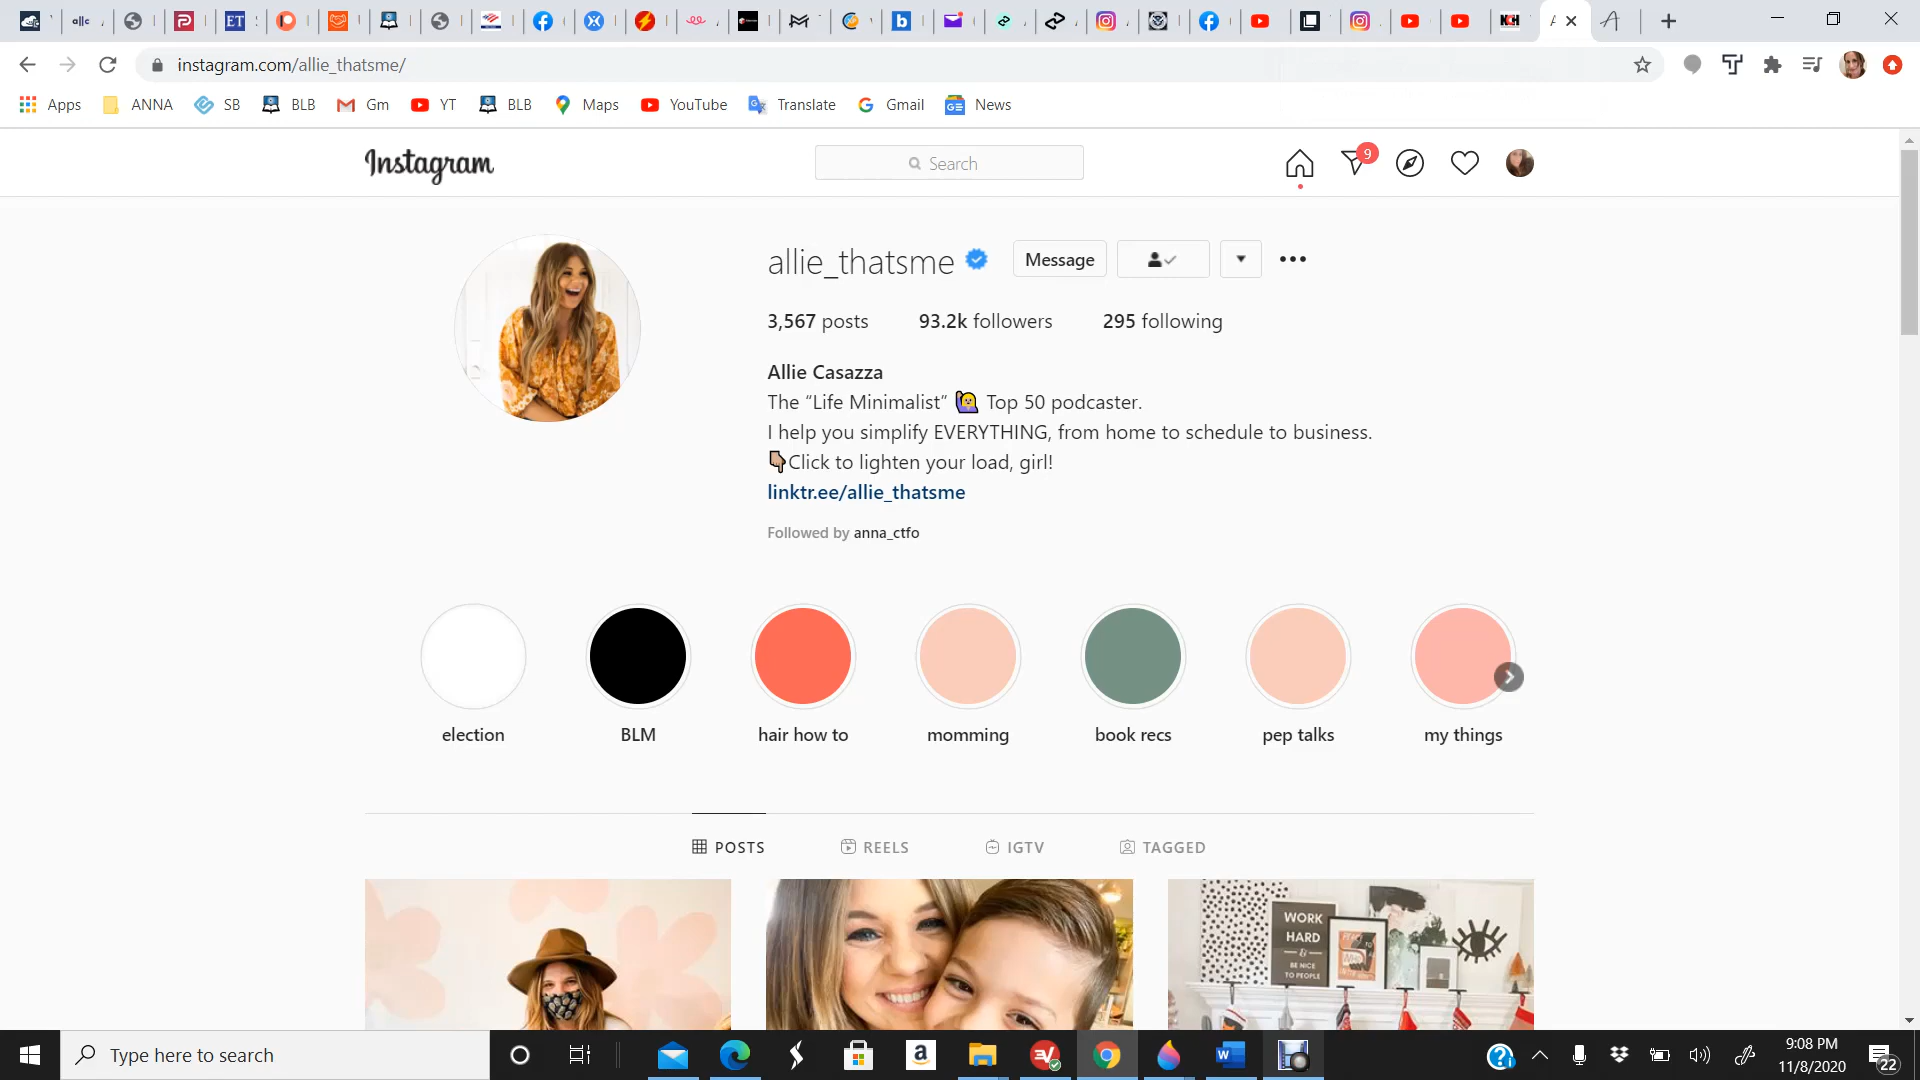 instagram.com/allie_thatsme/
Apps ANNA SB BLB Gm YT BLB Maps YouTube Translate Gmail News
Instagram
Search
9
allie_thatsme Message
3,567 posts 93.2k followers 295 following
Allie Casazza
The “Life Minimalist” Top 50 podcaster.
I help you simplify EVERYTHING, from home to schedule to business.
Click to lighten your load, girl!
linktr.ee/allie_thatsme
Followed by anna_ctfo
election BLM hair how to momming book recs pep talks my things
POSTS REELS IGTV TAGGED
WORK
HARD
&
BE NICE
TO PEOPLE
Type here to search
9:08 PM
11/8/2020
22